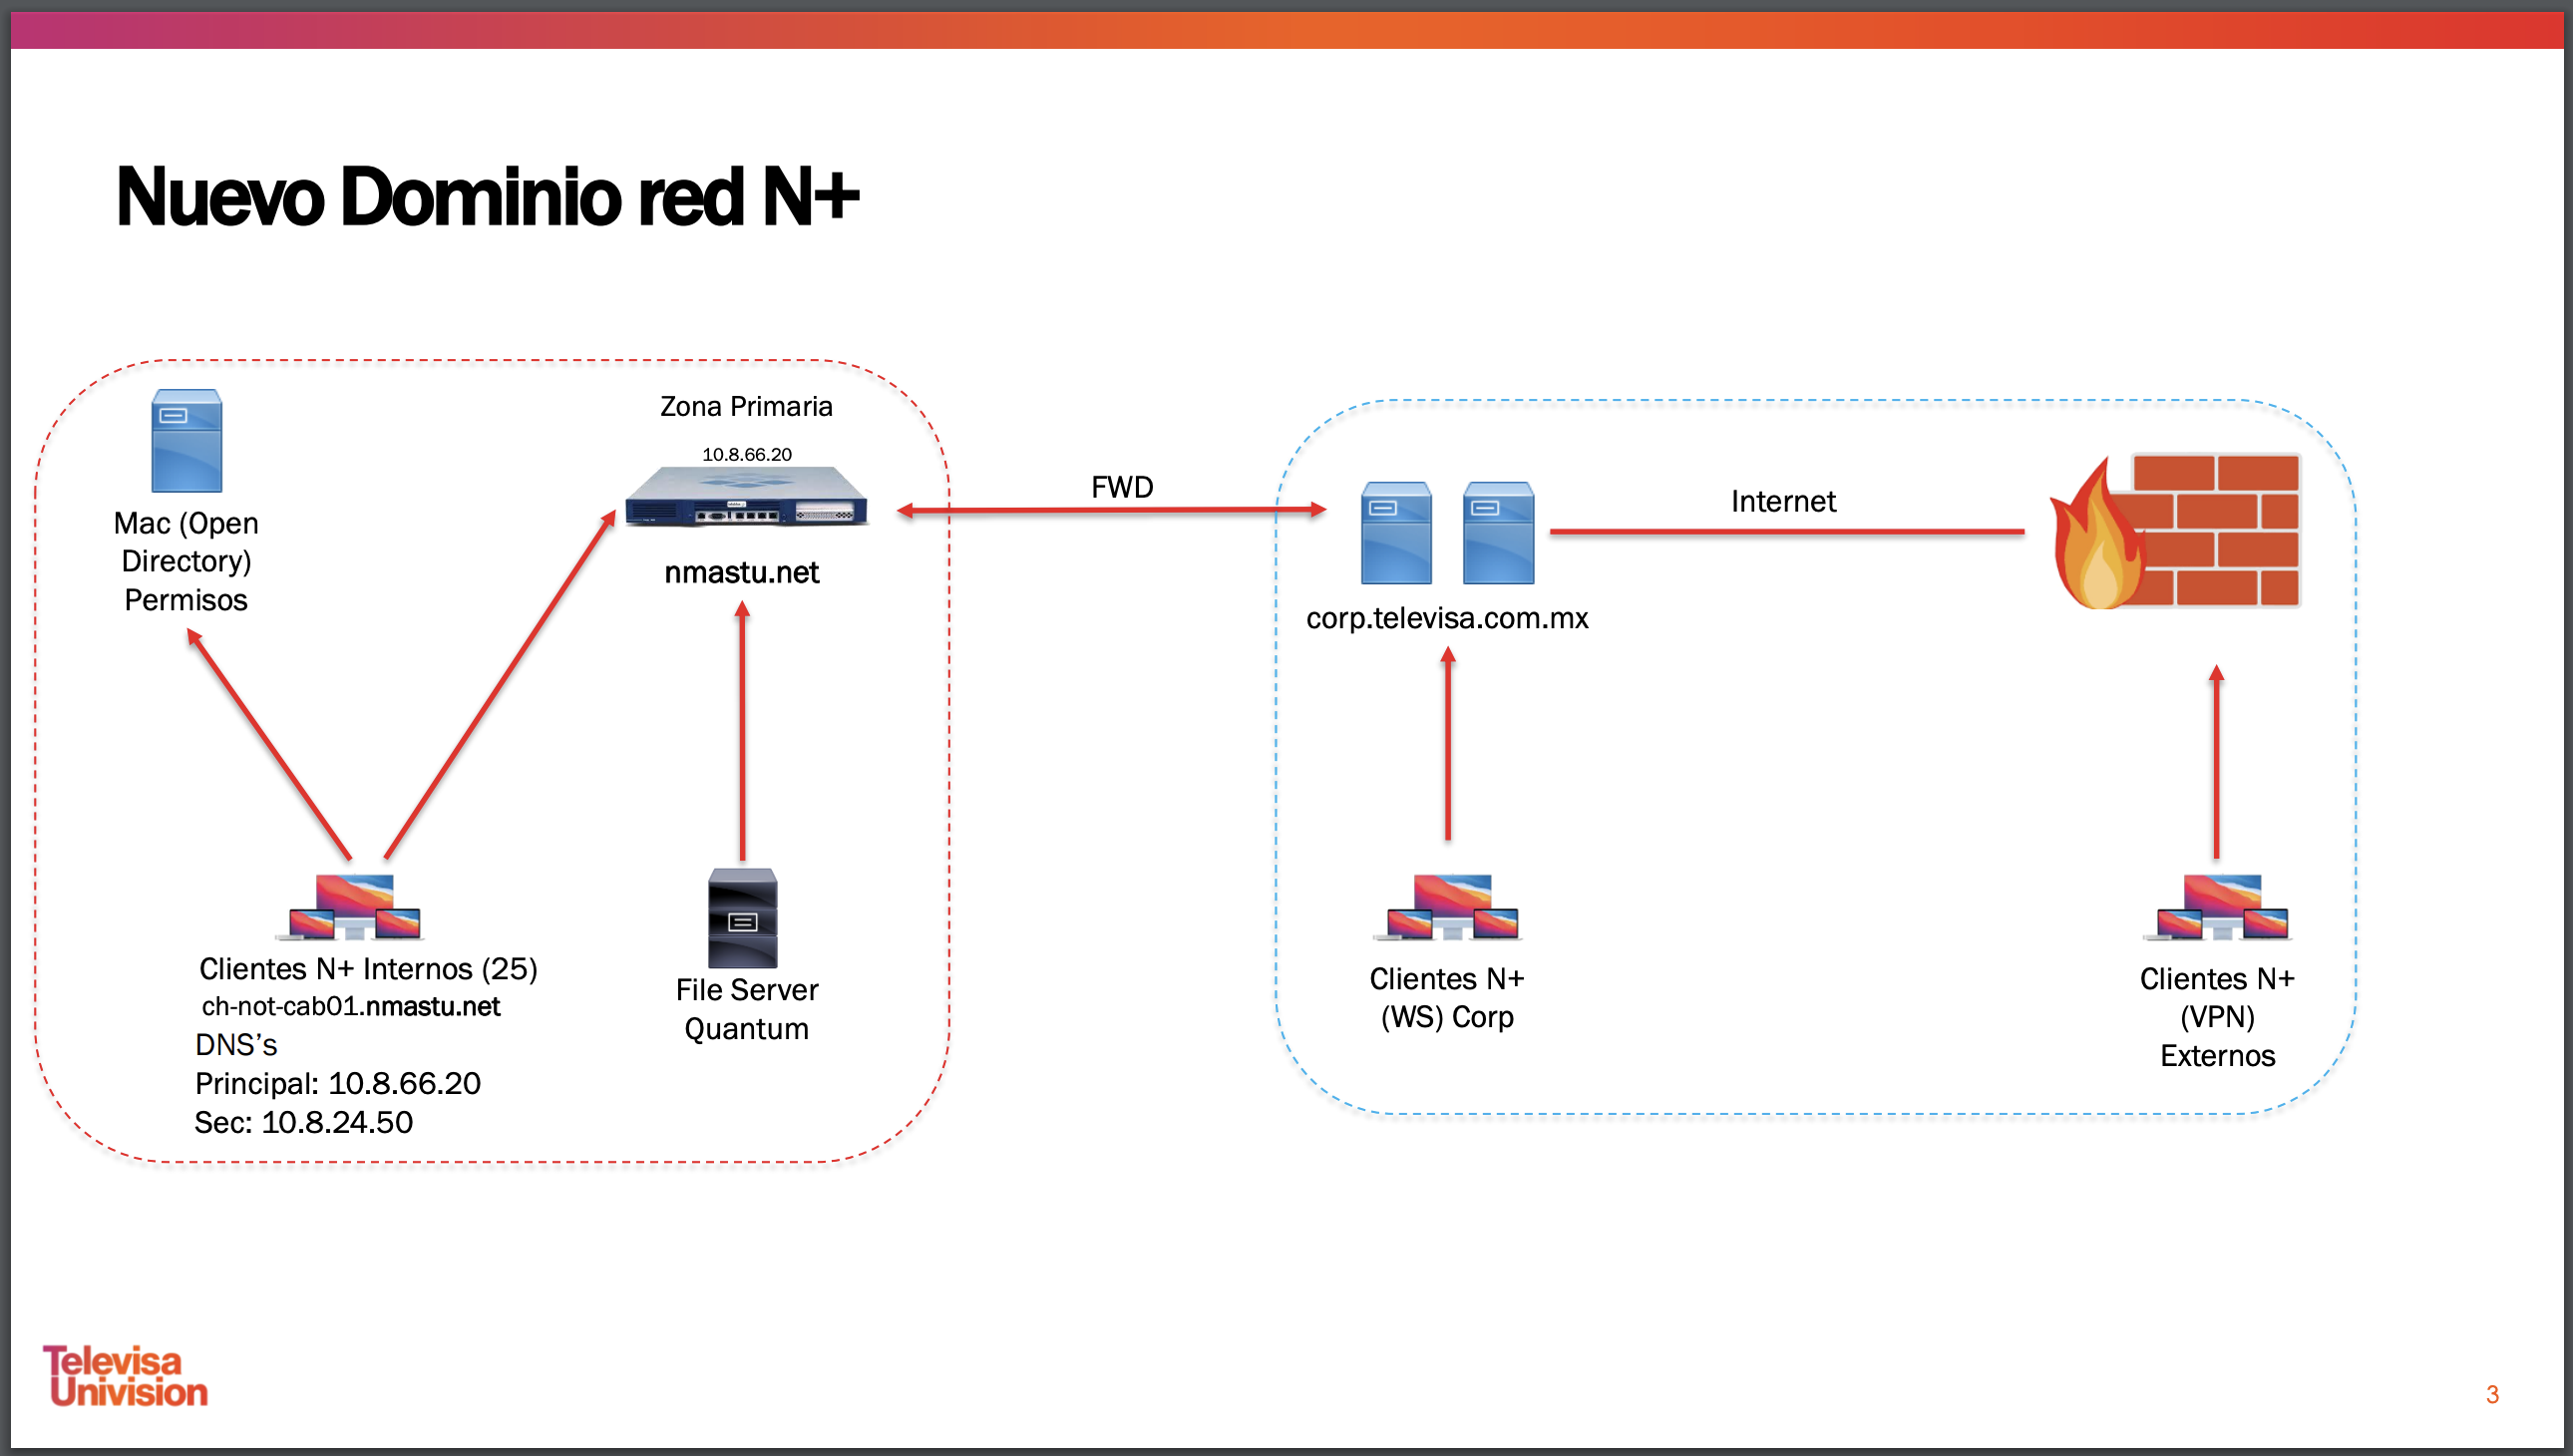 Nuevo Dominio red N+
Zona Primaria
10.8.66.20
nmastu.net
Mac (Open
Directory)
Permisos
FWD
Internet
corp.televisa.com.mx
Clientes N+ Internos (25)
ch-not-cab01.nmastu.net
DNS’s
Principal: 10.8.66.20
Sec: 10.8.24.50
File Server
Quantum
Clientes N+
(WS) Corp
Clientes N+
(VPN)
Externos
Televisa
Univision
3